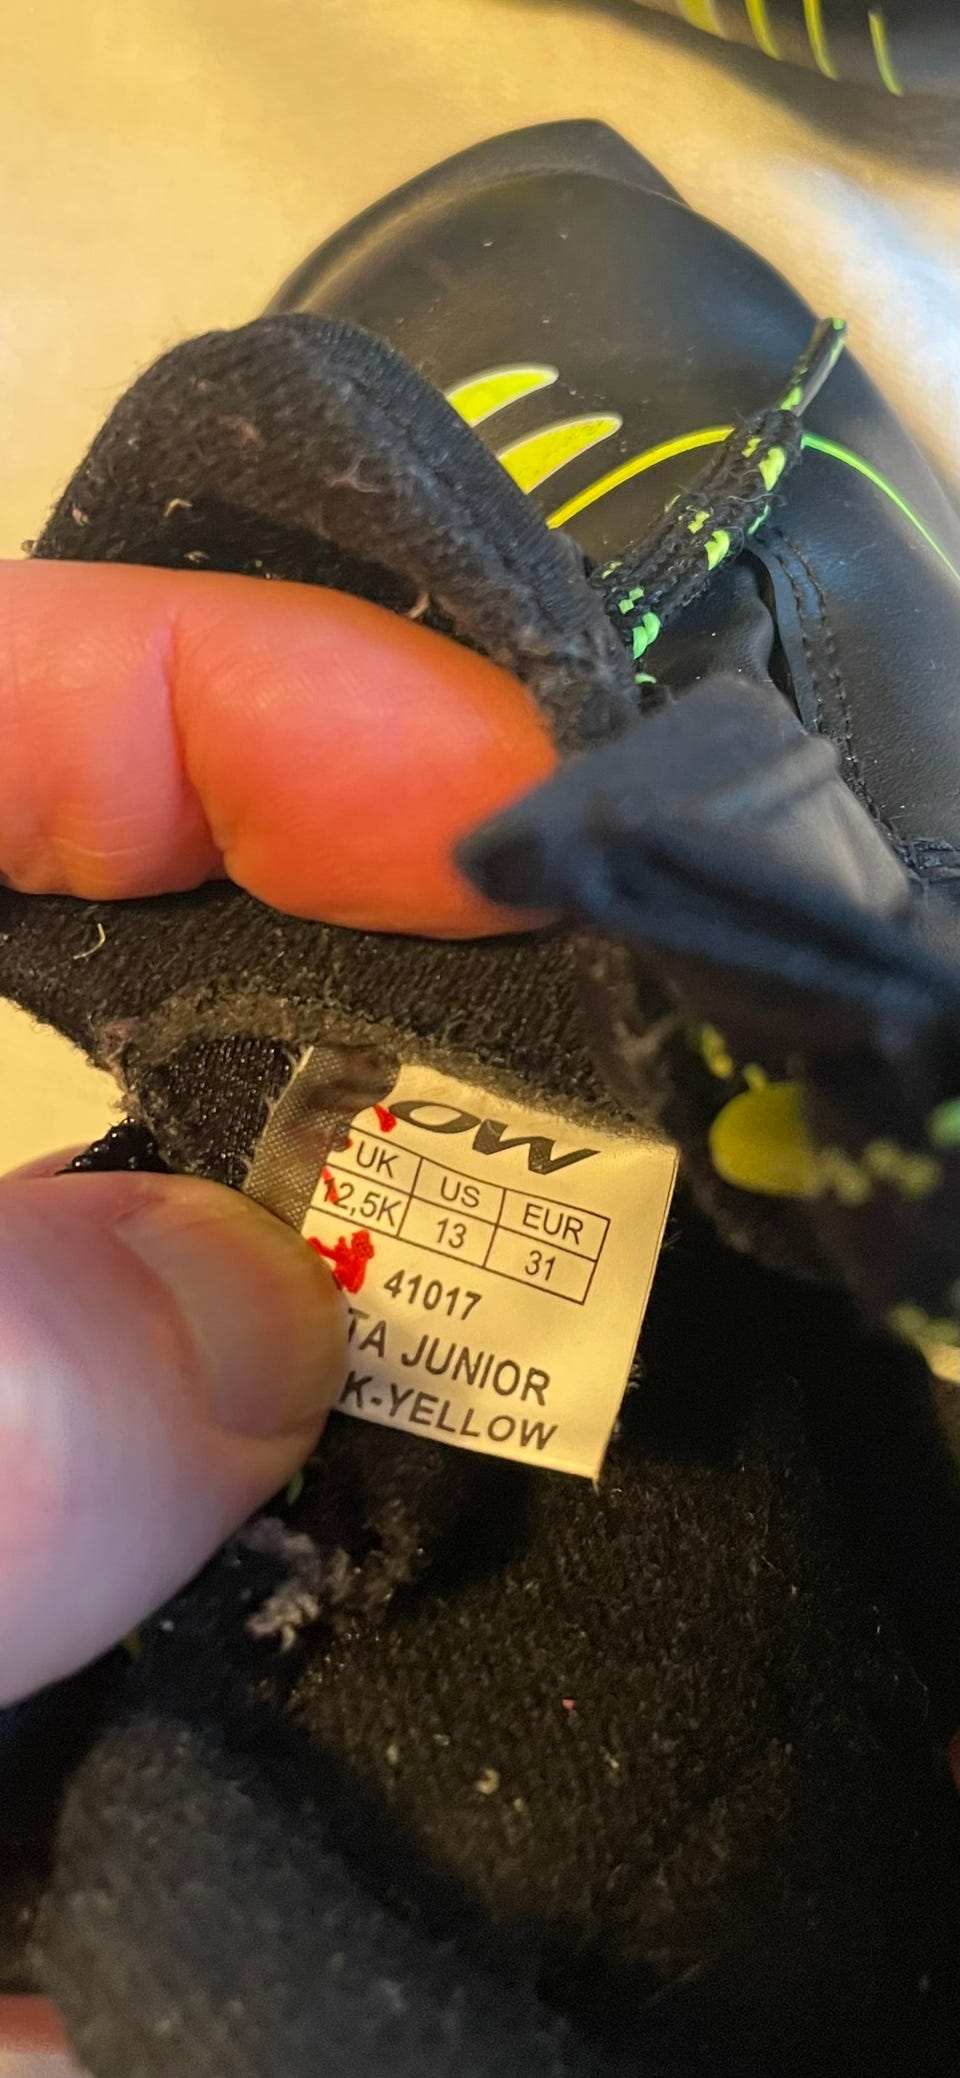 OW
UK US EUR
12,5K 13 31
41017
TA JUNIOR
K-YELLOW